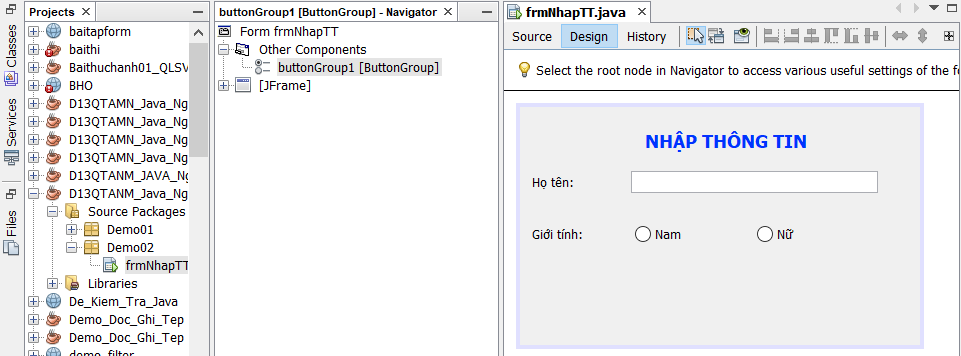 Classes
Services
Files
Projects
baitapform
baithi
Baithuchanh01_QLSV
BHO
D13QTAMN_Java_Ng
D13QTAMN_Java_Ng
D13QTAMN_Java_Ng
D13QTAMN_Java_Ng
D13QTANM_JAVA_Ng
D13QTANM_Java_Ng
Source Packages
Demo01
Demo02
frmNhapTT
Libraries
De_Kiem_Tra_Java
Demo_Doc_Ghi_Tep
Demo_Doc_Ghi_Tep
demo_filter
buttonGroup1 [ButtonGroup] - Navigator
Form frmNhapTT
Other Components
buttonGroup1 [ButtonGroup]
[JFrame]
frmNhapTT.java
Source Design History
Select the root node in Navigator to access various useful settings of the fo
NHẬP THÔNG TIN
Họ tên:
Giới tính: Nam Nữ